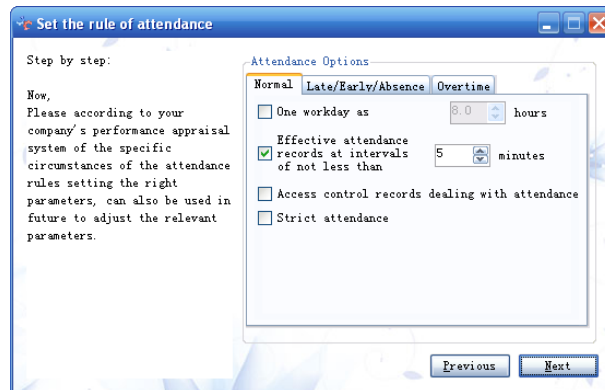 Set the rule of attendance
Step by step:
Now,
Please according to your
company's performance appraisal
system of the specific
circumstances of the attendance
rules setting the right
parameters, can also be used in
future to adjust the relevant
parameters.
Attendance Options
Normal Late/Early/Absence Overtime
One workday as 8.0 hours
Effective attendance
records at intervals 5 minutes
of not less than
Access control records dealing with attendance
Strict attendance
Previous Next